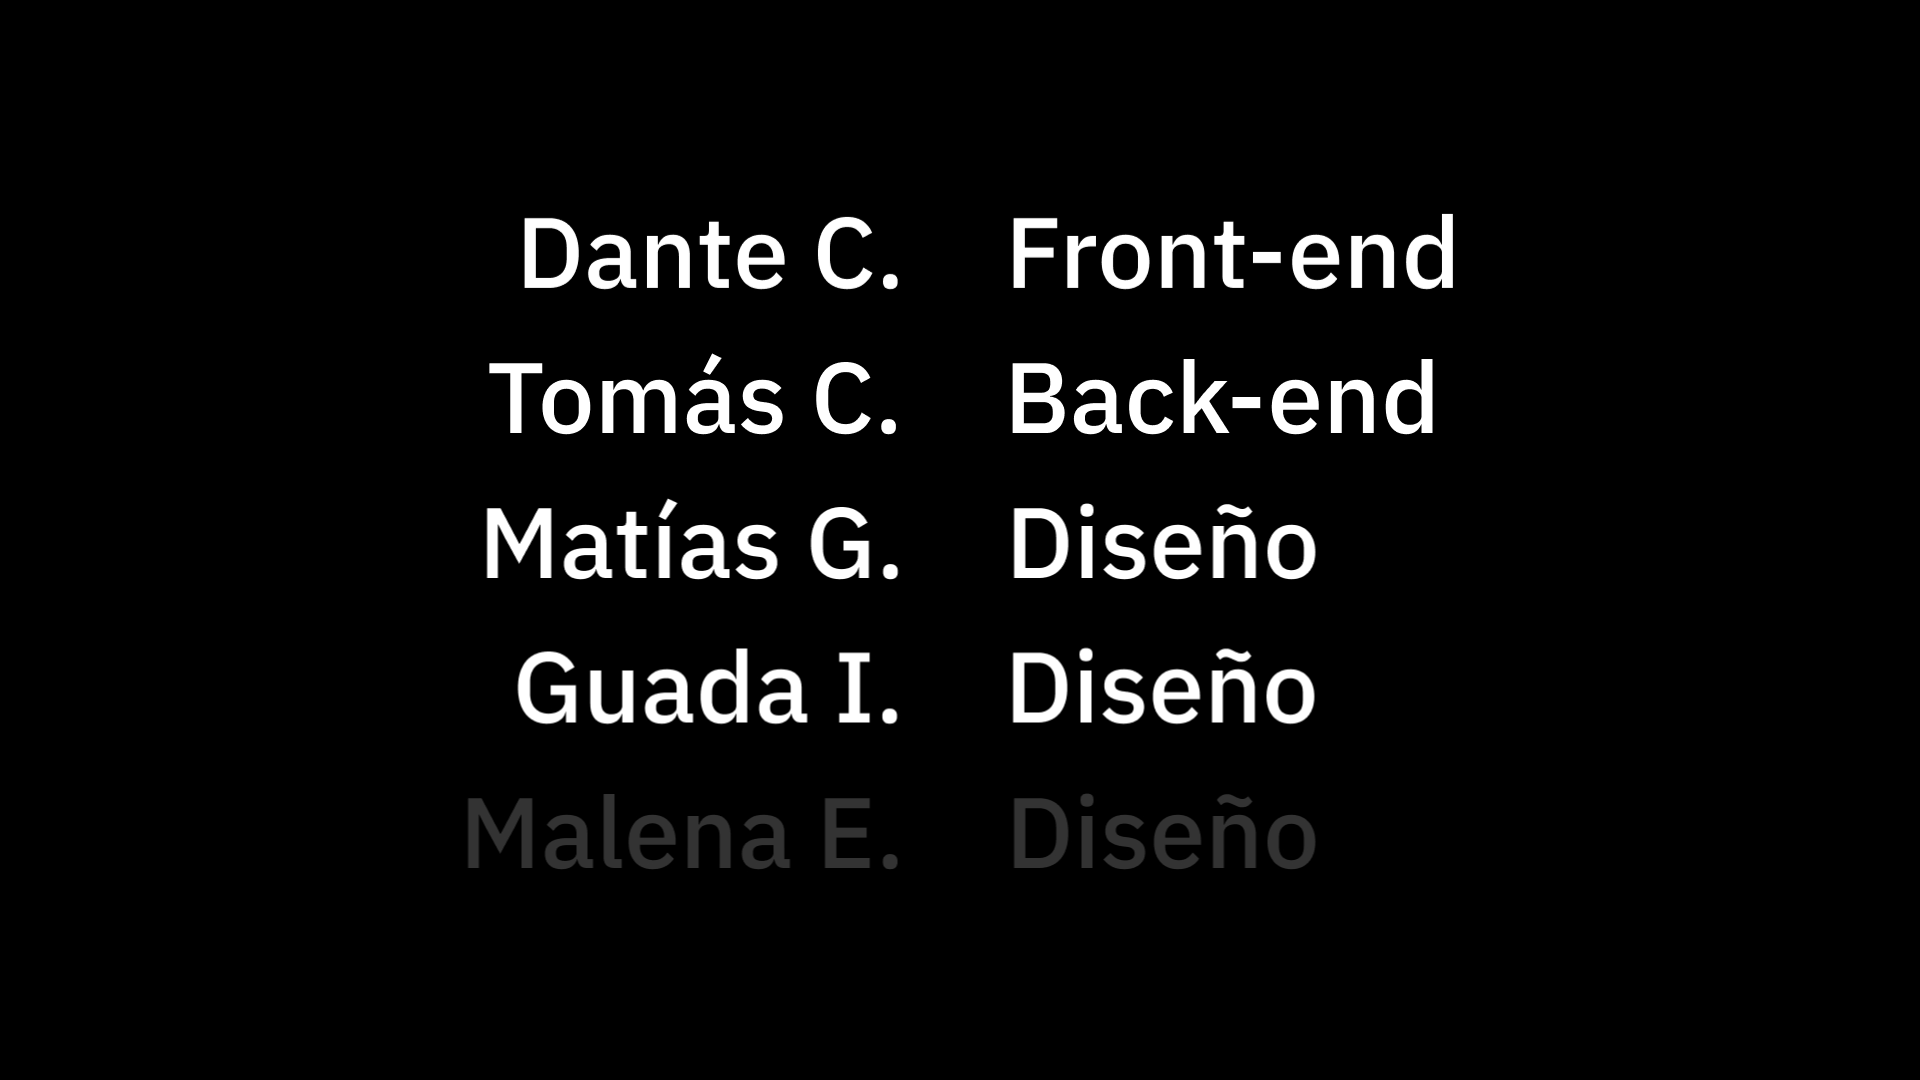 Dante C. Front-end
Tomás C. Back-end
Matías G. Diseño
Guada I. Diseño
Malena E. Diseño